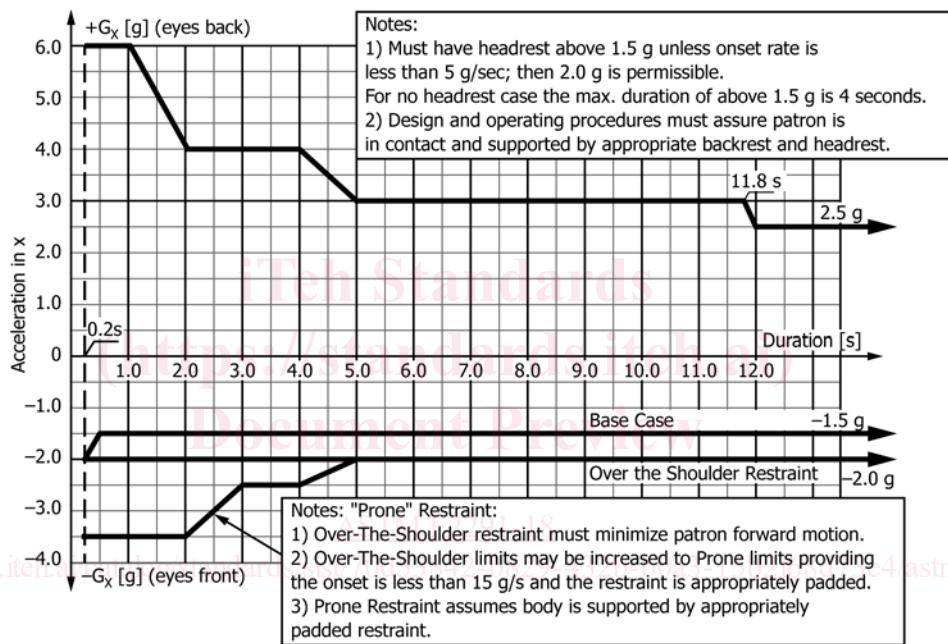 +Gx [g] (eyes back)
6.0
5.0
4.0
3.0
2.0
1.0
0
−1.0
−2.0
−3.0
−4.0
−Gx [g] (eyes front)
Acceleration in x
Notes:
1) Must have headrest above 1.5 g unless onset rate is
less than 5 g/sec; then 2.0 g is permissible.
For no headrest case the max. duration of above 1.5 g is 4 seconds.
2) Design and operating procedures must assure patron is
in contact and supported by appropriate backrest and headrest.
11.8 s
2.5 g
0.2s
Duration [s]
1.0 2.0 3.0 4.0 5.0 6.0 7.0 8.0 9.0 10.0 11.0 12.0
iTeh Standards
(https://standards.iteh.ai)
Document Preview
Base Case
−1.5 g
Over the Shoulder Restraint
−2.0 g
Notes: "Prone" Restraint:
1) Over-The-Shoulder restraint must minimize patron forward motion.
2) Over-The-Shoulder limits may be increased to Prone limits providing
the onset is less than 15 g/s and the restraint is appropriately padded.
3) Prone Restraint assumes body is supported by appropriately
padded restraint.